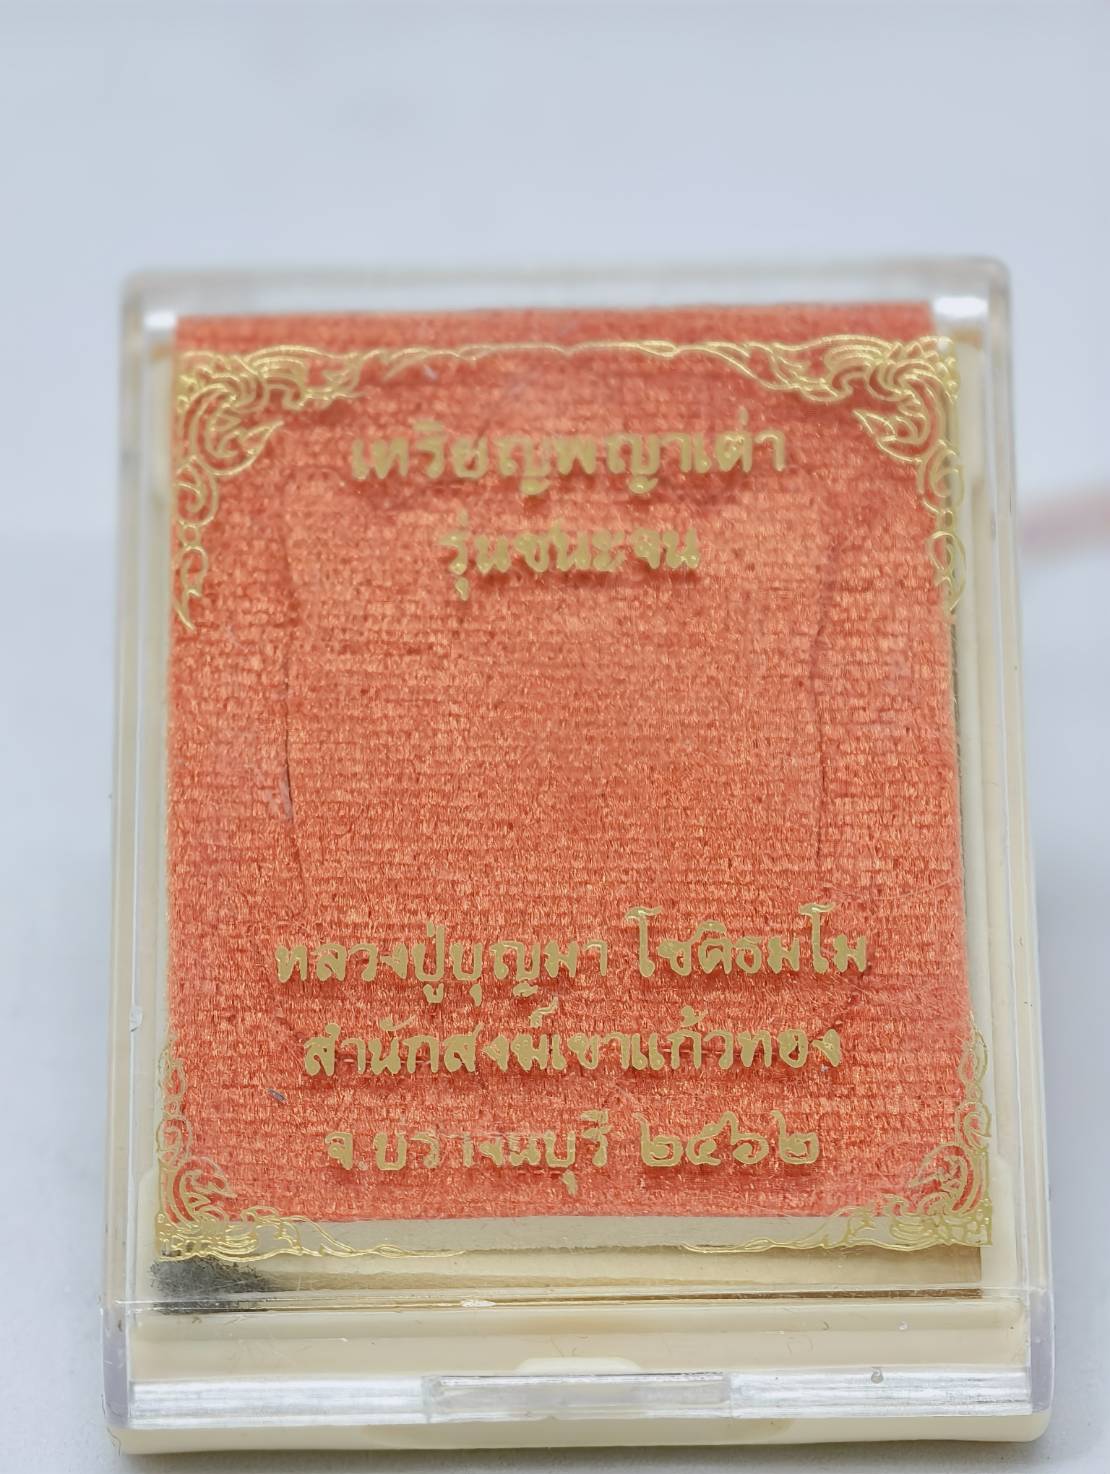 เหรียญพญาเต่า
รุ่นชนะจน
หลวงปู่บุญมา โชติธมฺโม
สำนักสงฆ์เขาแก้วทอง
จ.ปราจีนบุรี ๒๕๖๒